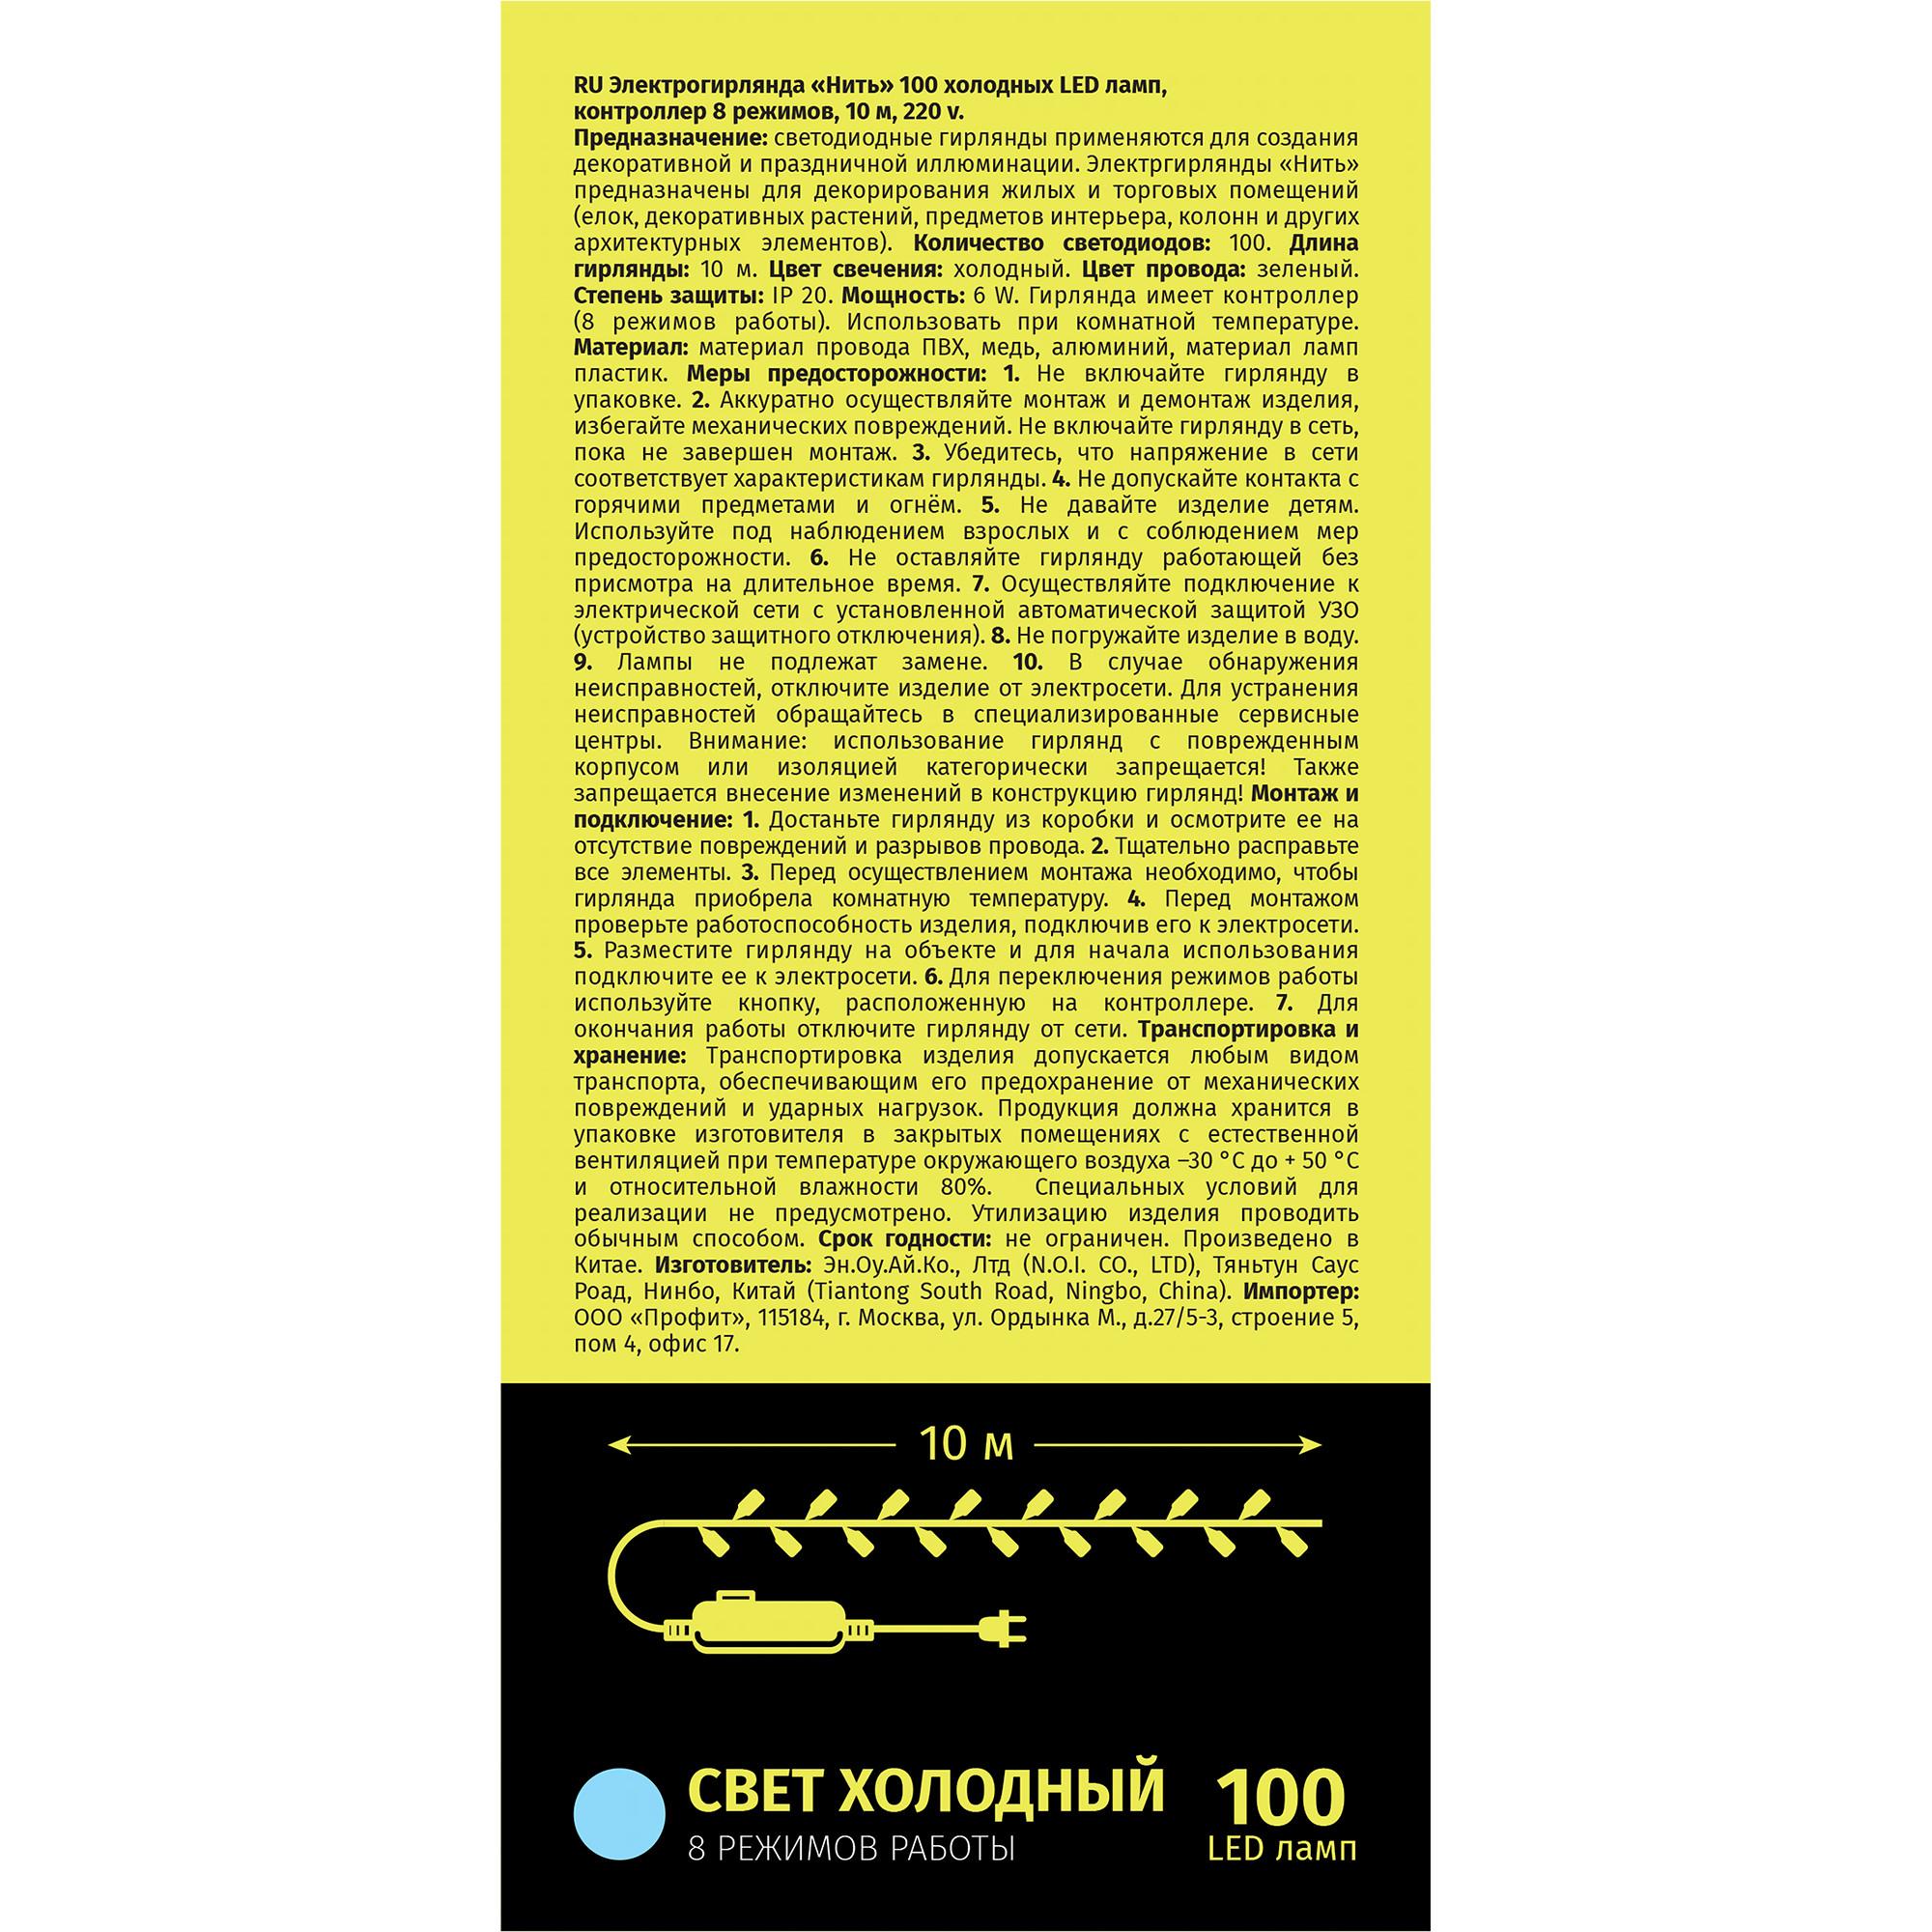 RU Электрогирлянда «Нить» 100 холодных LED ламп,
контроллер 8 режимов, 10 м, 220 v.
Предназначение: светодиодные гирлянды применяются для создания
декоративной и праздничной иллюминации. Электргирлянды «Нить»
предназначены для декорирования жилых и торговых помещений
(елок, декоративных растений, предметов интерьера, колонн и других
архитектурных элементов). Количество светодиодов: 100. Длина
гирлянды: 10 м. Цвет свечения: холодный. Цвет провода: зеленый.
Степень защиты: IP 20. Мощность: 6 W. Гирлянда имеет контроллер
(8 режимов работы). Использовать при комнатной температуре.
Материал: материал провода ПВХ, медь, алюминий, материал ламп
пластик. Меры предосторожности: 1. Не включайте гирлянду в
упаковке. 2. Аккуратно осуществляйте монтаж и демонтаж изделия,
избегайте механических повреждений. Не включайте гирлянду в сеть,
пока не завершен монтаж. 3. Убедитесь, что напряжение в сети
соответствует характеристикам гирлянды. 4. Не допускайте контакта с
горячими предметами и огнём. 5. Не давайте изделие детям.
Используйте под наблюдением взрослых и с соблюдением мер
предосторожности. 6. Не оставляйте гирлянду работающей без
присмотра на длительное время. 7. Осуществляйте подключение к
электрической сети с установленной автоматической защитой УЗО
(устройство защитного отключения). 8. Не погружайте изделие в воду.
9. Лампы не подлежат замене. 10. В случае обнаружения
неисправностей, отключите изделие от электросети. Для устранения
неисправностей обращайтесь в специализированные сервисные
центры. Внимание: использование гирлянд с поврежденным
корпусом или изоляцией категорически запрещается! Также
запрещается внесение изменений в конструкцию гирлянд! Монтаж и
подключение: 1. Достаньте гирлянду из коробки и осмотрите ее на
отсутствие повреждений и разрывов провода. 2. Тщательно расправьте
все элементы. 3. Перед осуществлением монтажа необходимо, чтобы
гирлянда приобрела комнатную температуру. 4. Перед монтажом
проверьте работоспособность изделия, подключив его к электросети.
5. Разместите гирлянду на объекте и для начала использования
подключите ее к электросети. 6. Для переключения режимов работы
используйте кнопку, расположенную на контроллере. 7. Для
окончания работы отключите гирлянду от сети. Транспортировка и
хранение: Транспортировка изделия допускается любым видом
транспорта, обеспечивающим его предохранение от механических
повреждений и ударных нагрузок. Продукция должна хранится в
упаковке изготовителя в закрытых помещениях с естественной
вентиляцией при температуре окружающего воздуха –30 °С до + 50 °С
и относительной влажности 80%. Специальных условий для
реализации не предусмотрено. Утилизацию изделия проводить
обычным способом. Срок годности: не ограничен. Произведено в
Китае. Изготовитель: Эн.Оу.Ай.Ко., Лтд (N.O.I. CO., LTD), Тяньтун Саус
Роад, Нинбо, Китай (Tiantong South Road, Ningbo, China). Импортер:
ООО «Профит», 115184, г. Москва, ул. Ордынка М., д.27/5-3, строение 5,
пом 4, офис 17.
10 м
СВЕТ ХОЛОДНЫЙ
8 РЕЖИМОВ РАБОТЫ
100
LED ламп